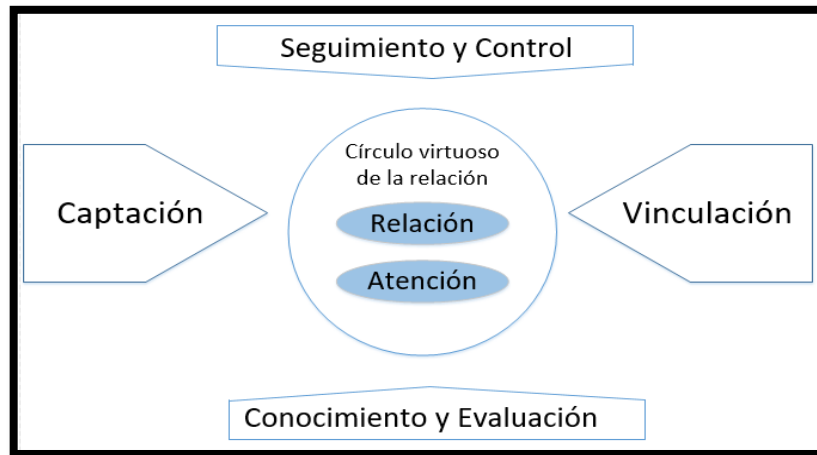 Seguimiento y Control
Círculo virtuoso
de la relación
Captación
Relación
Vinculación
Atención
Conocimiento y Evaluación